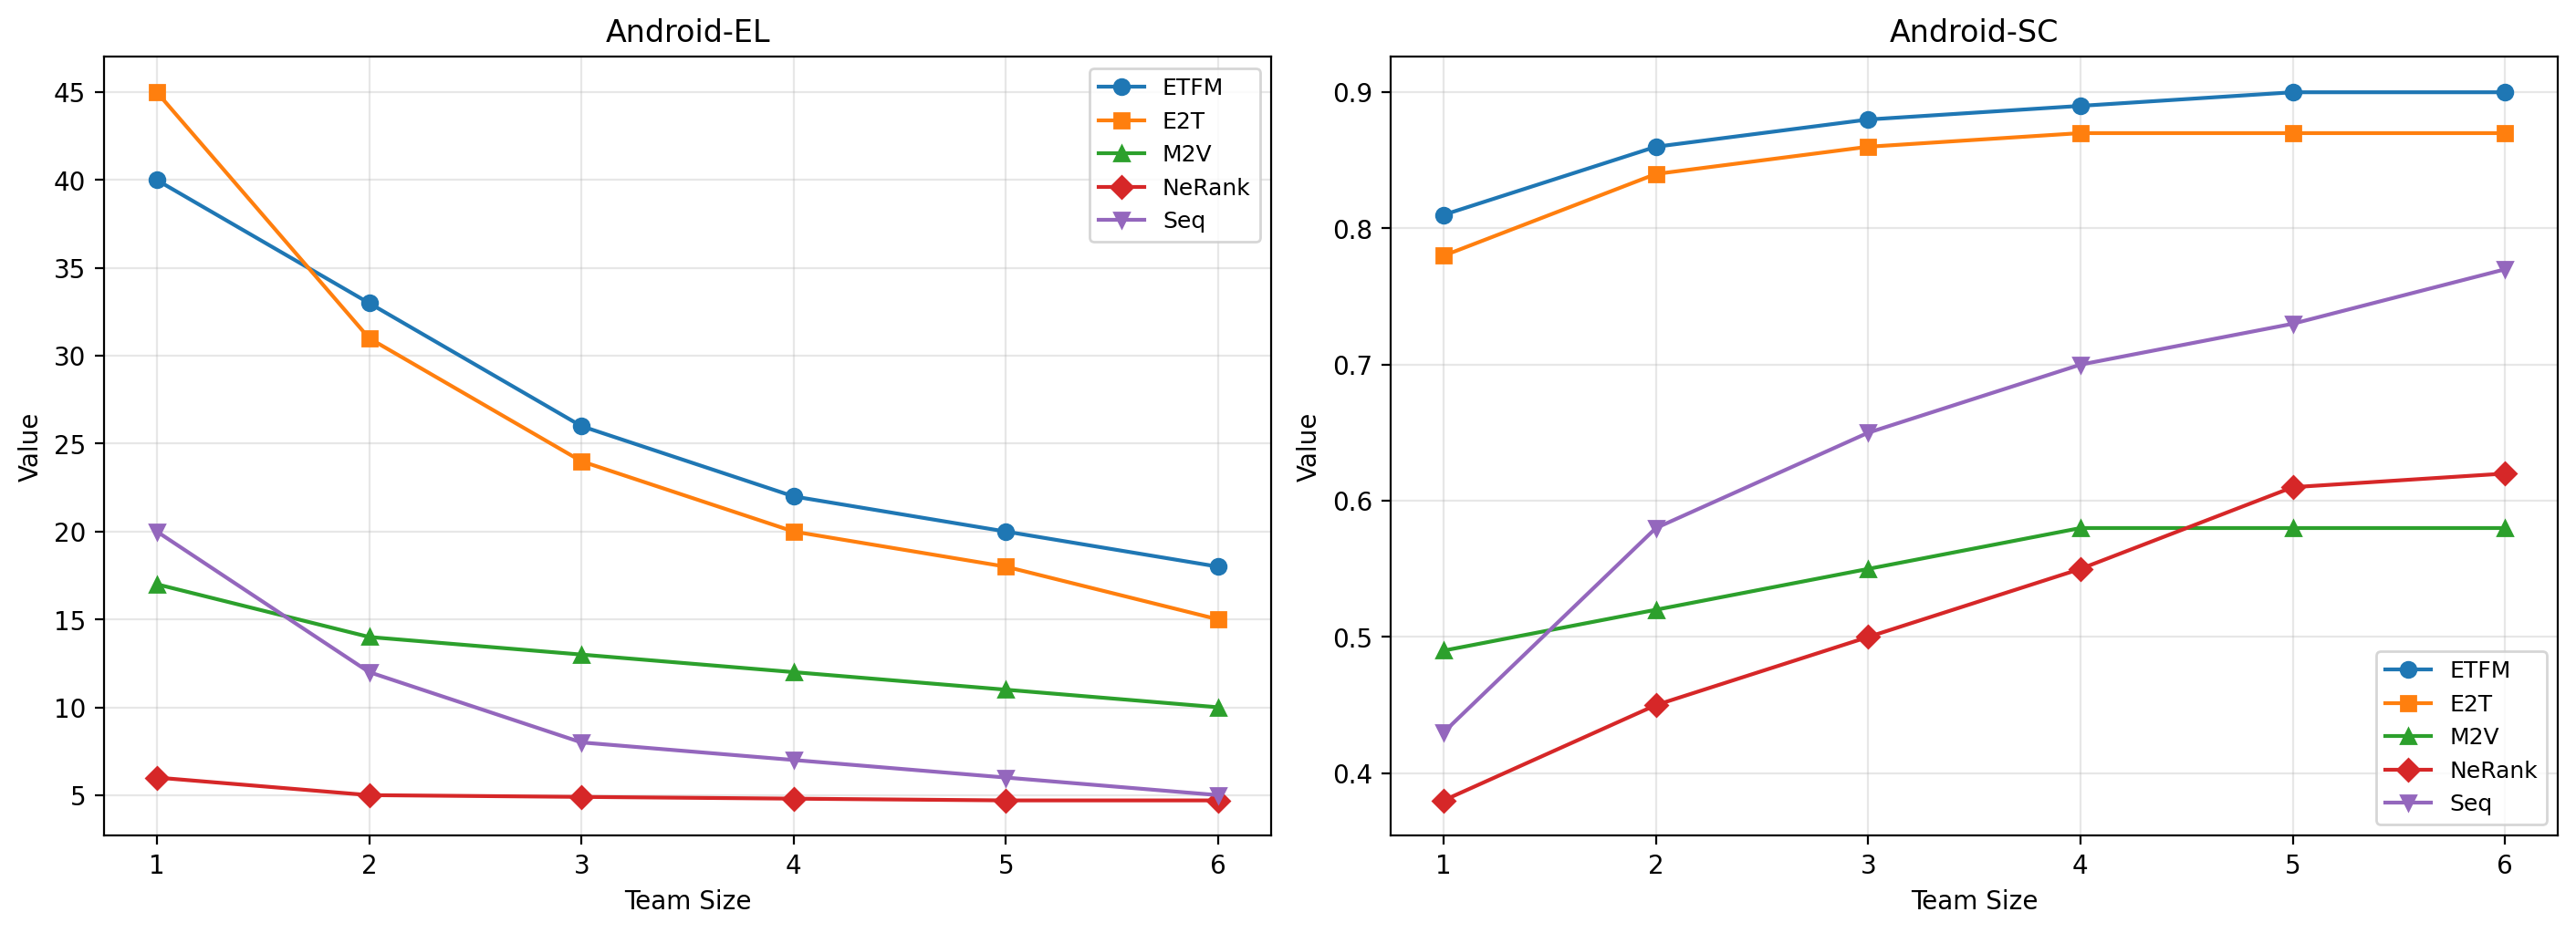 Android-EL
Value
45
40
35
30
25
20
15
10
5
1 2 3 4 5 6
Team Size
ETFM
E2T
M2V
NeRank
Seq
Android-SC
Value
0.9
0.8
0.7
0.6
0.5
0.4
1 2 3 4 5 6
Team Size
ETFM
E2T
M2V
NeRank
Seq